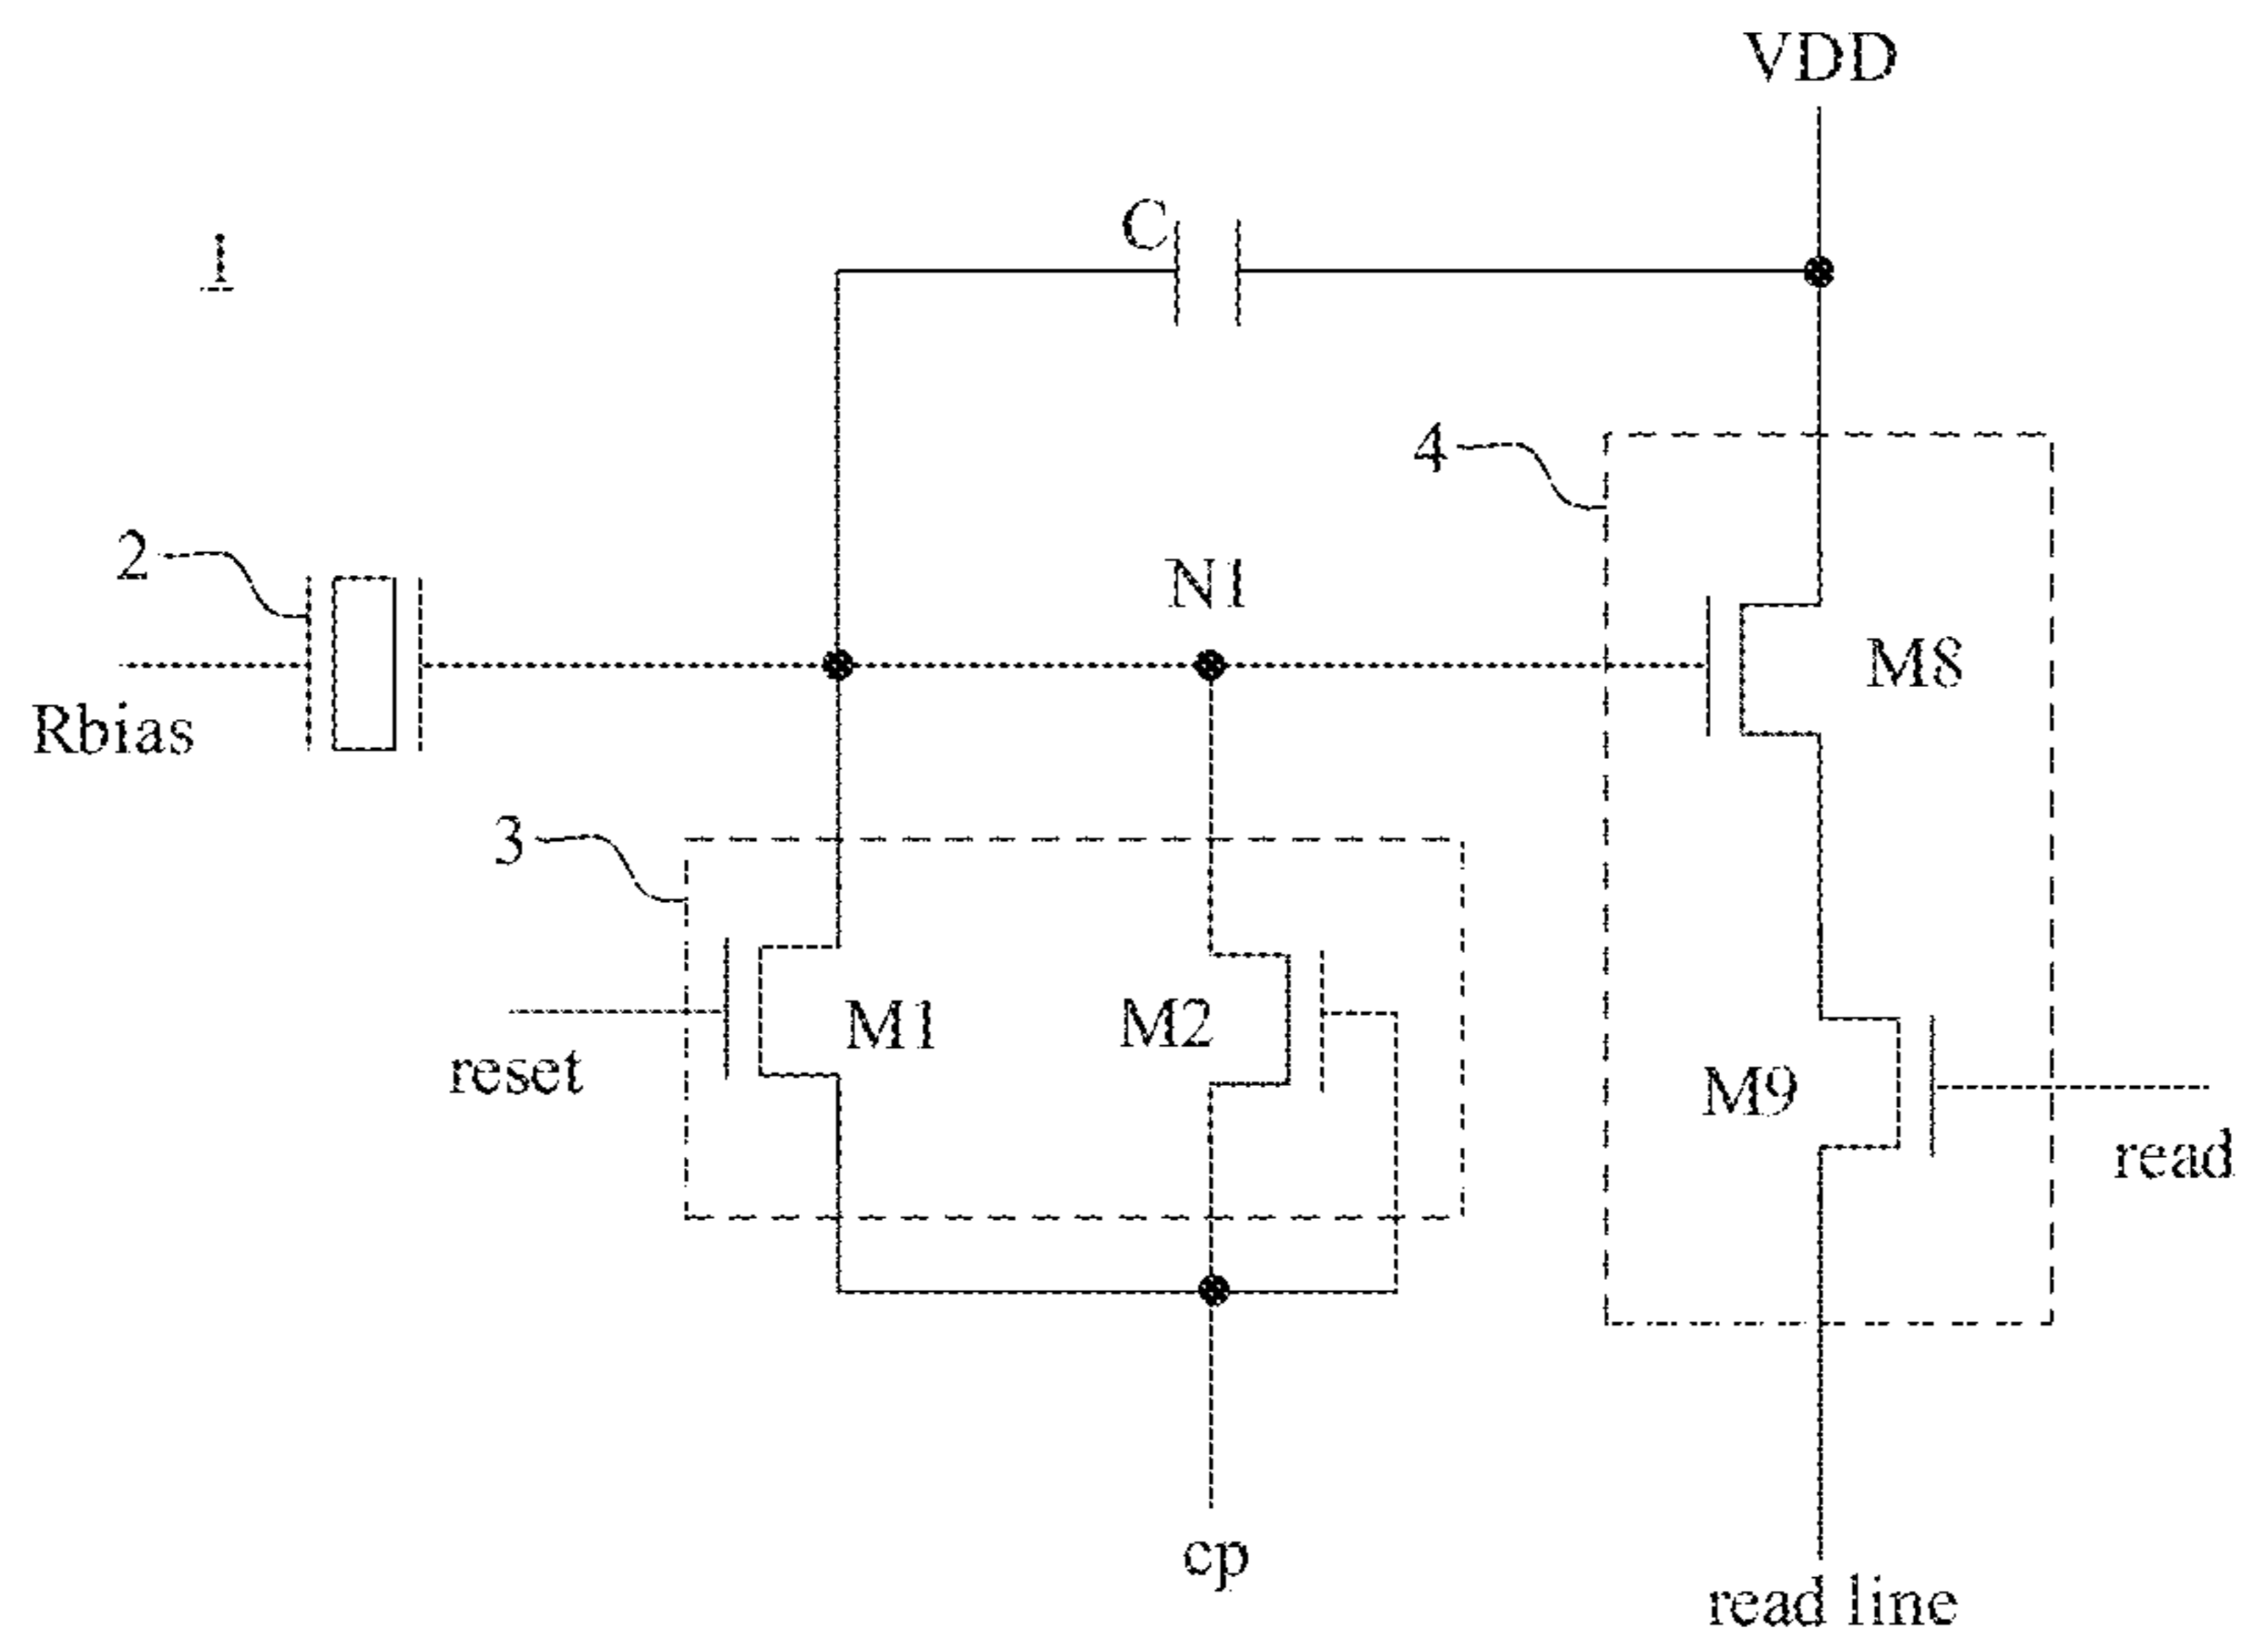 VDD
1
C
4
2
N1
M8
Rbias
3
M1
M2
reset
M9
read
cp
read line